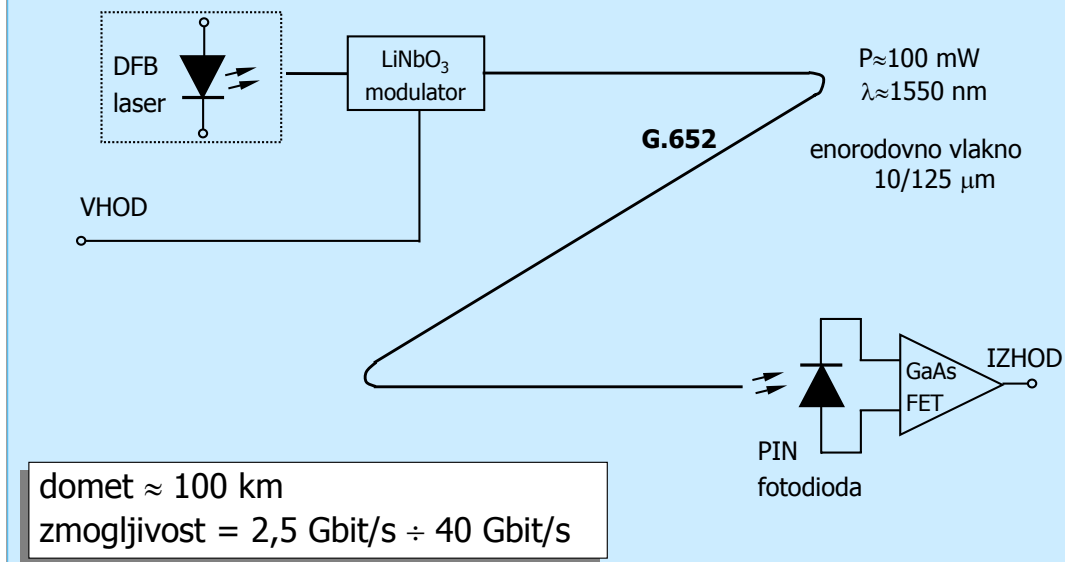 DFB
laser
LiNbO₃
modulator
P≈100 mW
λ≈1550 nm
G.652
enorodovno vlakno
10/125 μm
VHOD
IZHOD
GaAs
FET
PIN
fotodioda
domet ≈ 100 km
zmogljivost = 2,5 Gbit/s ÷ 40 Gbit/s